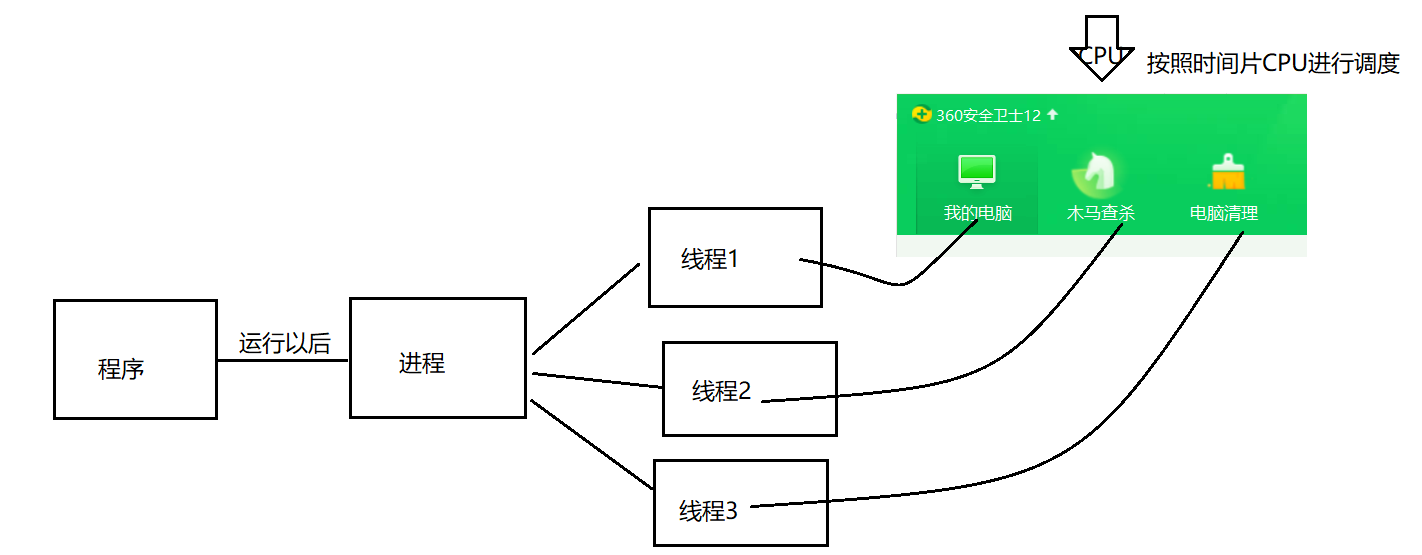 CPU
按照时间片CPU进行调度
360安全卫士12
我的电脑
木马查杀
电脑清理
线程1
运行以后
程序
进程
线程2
线程3